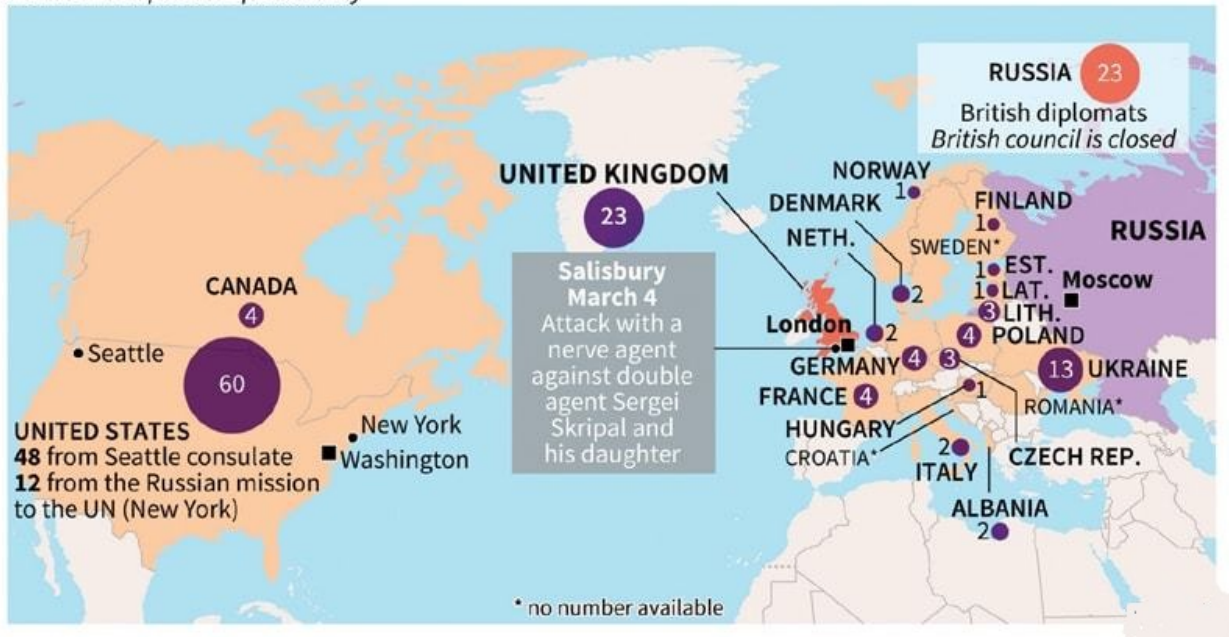 RUSSIA 23
British diplomats
British council is closed
UNITED KINGDOM
23
Salisbury
March 4
Attack with a
nerve agent
against double
agent Sergei
Skripal and
his daughter
CANADA
4
Seattle
60
UNITED STATES
48 from Seattle consulate
12 from the Russian mission
to the UN (New York)
New York
Washington
NORWAY
1
DENMARK
2
NETH.
2
FINLAND
1
SWEDEN*
1 EST.
1 LAT.
3 LITH.
Moscow
RUSSIA
London
4 POLAND
GERMANY 4
3
13 UKRAINE
FRANCE 4
1
ROMANIA*
HUNGARY
CROATIA*
2
ITALY
CZECH REP.
ALBANIA
2
* no number available